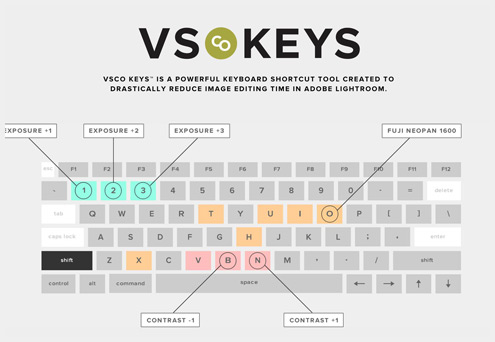 VSCO KEYS
VSCO KEYS™ IS A POWERFUL KEYBOARD SHORTCUT TOOL CREATED TO
DRASTICALLY REDUCE IMAGE EDITING TIME IN ADOBE LIGHTROOM.
EXPOSURE +1 EXPOSURE +2 EXPOSURE +3 FUJI NEOPAN 1600
esc F1 F2 F3 F4 F5 F6 F7 F8 F9 F10 F11 F12
1 2 3 4 5 6 7 8 9 0 - = delete
tab Q W E R T Y U I O P [ ] \
caps lock A S D F G H J K L ; , enter
shift Z X C V B N M / shift
control alt command space ← → ↑ ↓
CONTRAST -1 CONTRAST +1